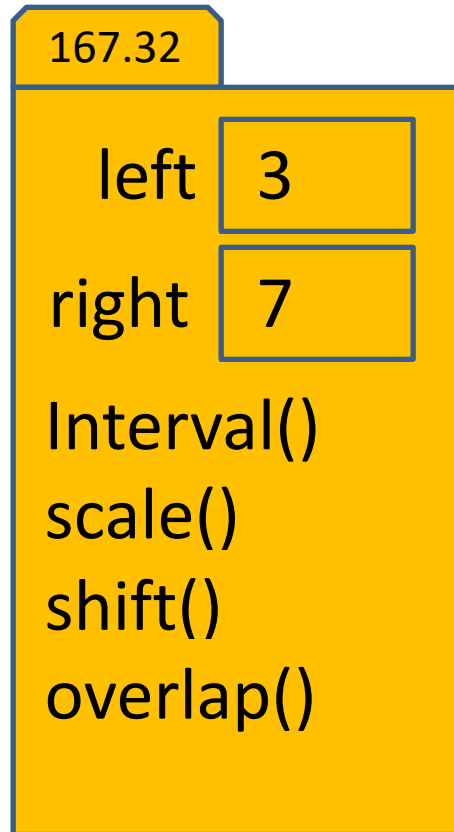 167.32
left 3
right 7
Interval()
scale()
shift()
overlap()